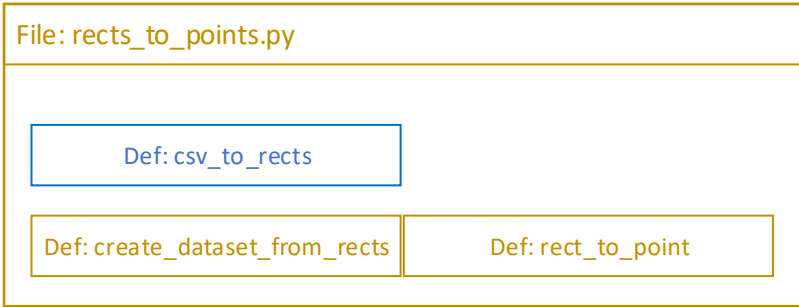 File: rects_to_points.py
Def: csv_to_rects
Def: create_dataset_from_rects
Def: rect_to_point